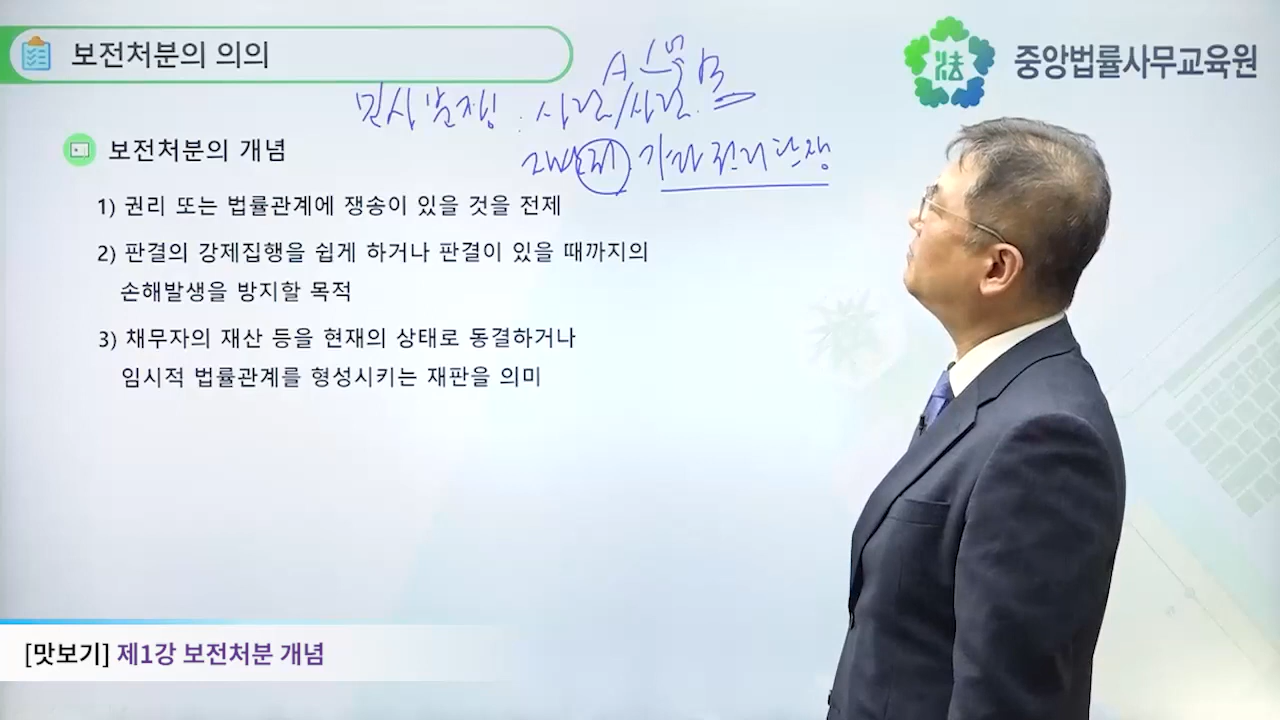 보전처분의 의의
중앙법률사무교육원
A 1억 B
민사분쟁 : 사람/사람
보전처분의 개념
1) 권리 또는 법률관계에 쟁송이 있을 것을 전제
2) 판결의 강제집행을 쉽게 하거나 판결이 있을 때까지의
손해발생을 방지할 목적
3) 채무자의 재산 등을 현재의 상태로 동결하거나
임시적 법률관계를 형성시키는 재판을 의미
[맛보기] 제1강 보전처분 개념